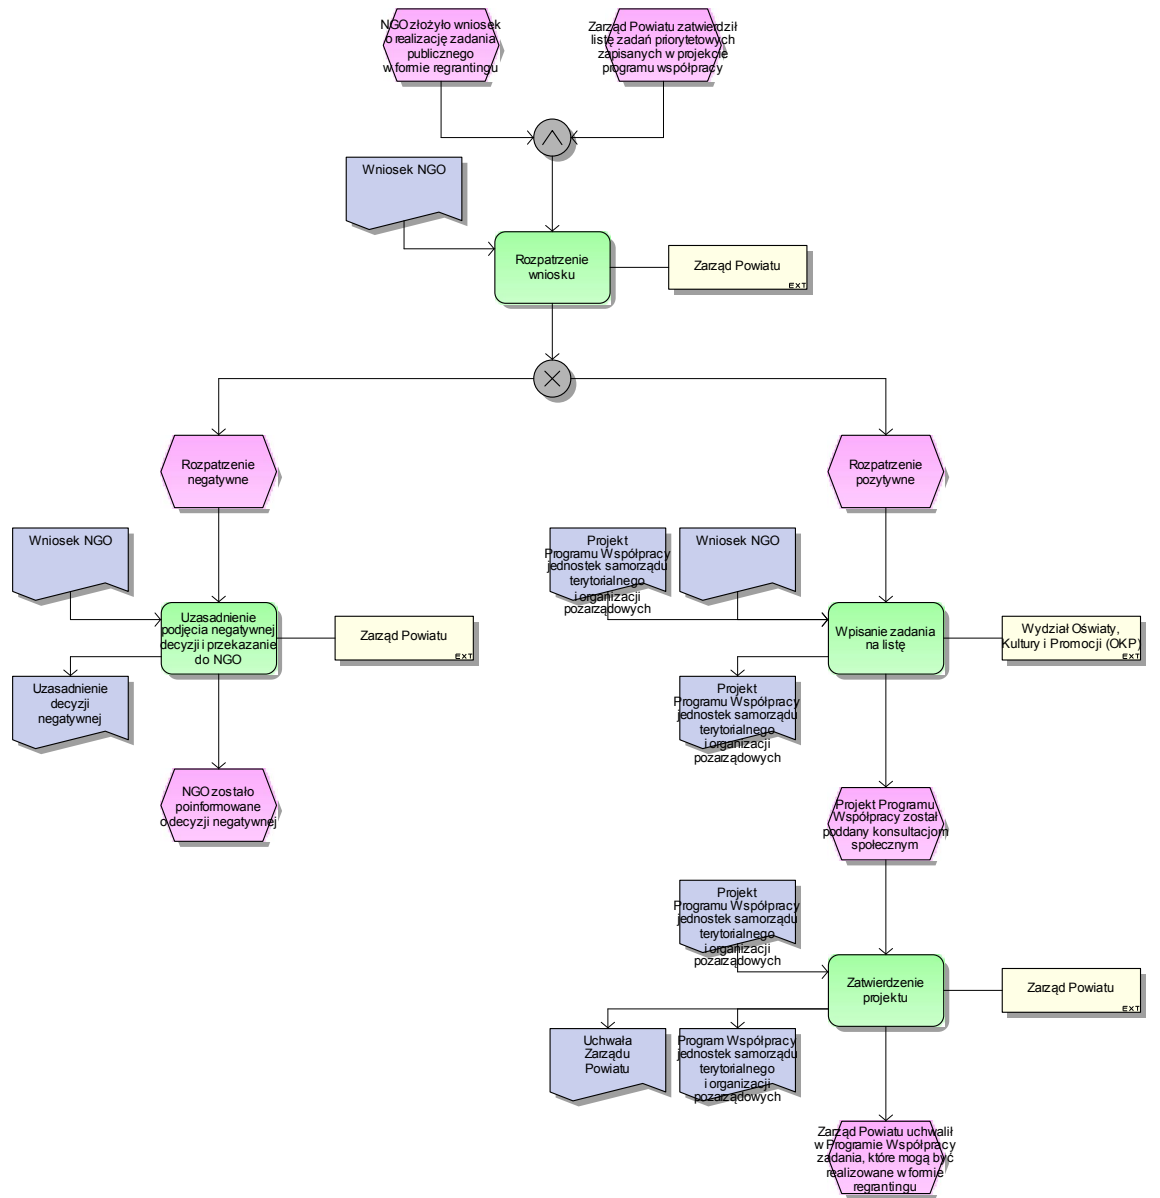 NGO złożyło wniosek
o realizację zadania
publicznego
w formie regrantingu
Zarząd Powiatu zatwierdził
listę zadań priorytetowych
zapisanych w projekcie
programu współpracy
Wniosek NGO
Rozpatrzenie
wniosku
Zarząd Powiatu
EXT
Rozpatrzenie
negatywne
Rozpatrzenie
pozytywne
Wniosek NGO
Projekt
Programu Współpracy
jednostek samorządu
terytorialnego
i organizacji
pozarządowych
Wniosek NGO
Uzasadnienie
podjęcia negatywnej
decyzji i przekazanie
do NGO
Zarząd Powiatu
EXT
Wpisanie zadania
na listę
Wydział Oświaty,
Kultury i Promocji (OKP)
EXT
Uzasadnienie
decyzji
negatywnej
Projekt
Programu Współpracy
jednostek samorządu
terytorialnego
i organizacji
pozarządowych
NGO zostało
poinformowane
o decyzji negatywnej
Projekt Programu
Współpracy został
poddany konsultacjom
społecznym
Projekt
Programu Współpracy
jednostek samorządu
terytorialnego
i organizacji
pozarządowych
Zatwierdzenie
projektu
Zarząd Powiatu
EXT
Uchwała
Zarządu
Powiatu
Program Współpracy
jednostek samorządu
terytorialnego
i organizacji
pozarządowych
Zarząd Powiatu uchwalił
w Programie Współpracy
zadania, które mogą być
realizowane w formie
regrantingu